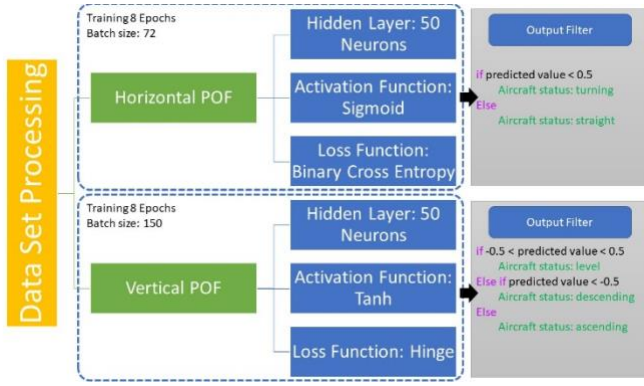 Data Set Processing
Training 8 Epochs
Batch size: 72
Horizontal POF
Hidden Layer: 50
Neurons
Activation Function:
Sigmoid
Loss Function:
Binary Cross Entropy
Output Filter
if predicted value < 0.5
Aircraft status: turning
Else
Aircraft status: straight
Training 8 Epochs
Batch size: 150
Vertical POF
Hidden Layer: 50
Neurons
Activation Function:
Tanh
Loss Function: Hinge
Output Filter
if -0.5 < predicted value < 0.5
Aircraft status: level
Else if predicted value < -0.5
Aircraft status: descending
Else
Aircraft status: ascending